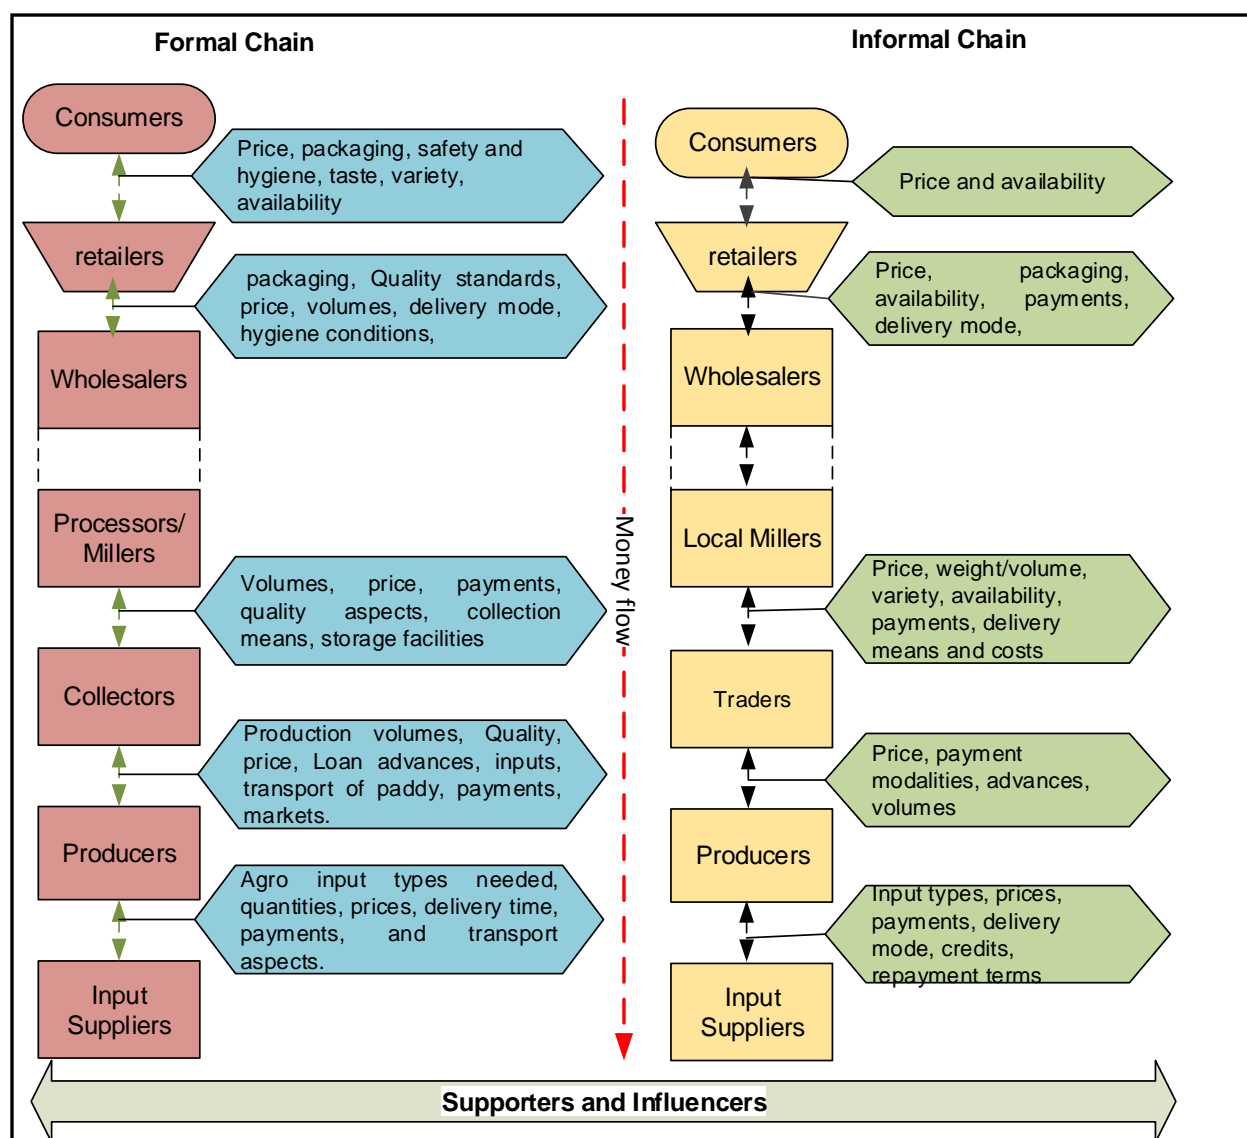 Formal Chain
Informal Chain
Consumers
Price, packaging, safety and
hygiene, taste, variety,
availability
retailers
packaging, Quality standards,
price, volumes, delivery mode,
hygiene conditions,
Wholesalers
Processors/
Millers
Volumes, price, payments,
quality aspects, collection
means, storage facilities
Collectors
Production volumes, Quality,
price, Loan advances, inputs,
transport of paddy, payments,
markets.
Producers
Agro input types needed,
quantities, prices, delivery time,
payments, and transport
aspects.
Input
Suppliers
Money flow
Consumers
Price and availability
retailers
Price, packaging,
availability, payments,
delivery mode,
Wholesalers
Local Millers
Price, weight/volume,
variety, availability,
payments, delivery
means and costs
Traders
Price, payment
modalities, advances,
volumes
Producers
Input types, prices,
payments, delivery
mode, credits,
repayment terms
Input
Suppliers
Supporters and Influencers